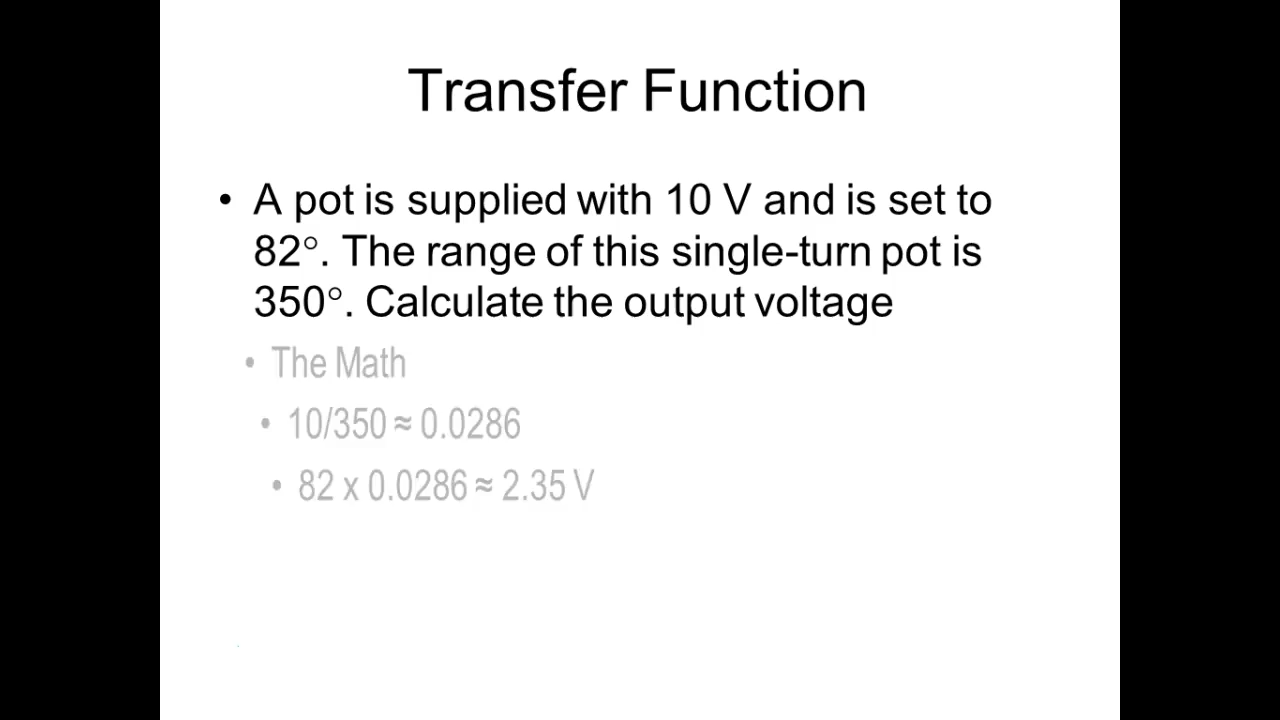 Transfer Function
• A pot is supplied with 10 V and is set to
82°. The range of this single-turn pot is
350°. Calculate the output voltage
• The Math
• 10/350 ≈ 0.0286
• 82 x 0.0286 ≈ 2.35 V